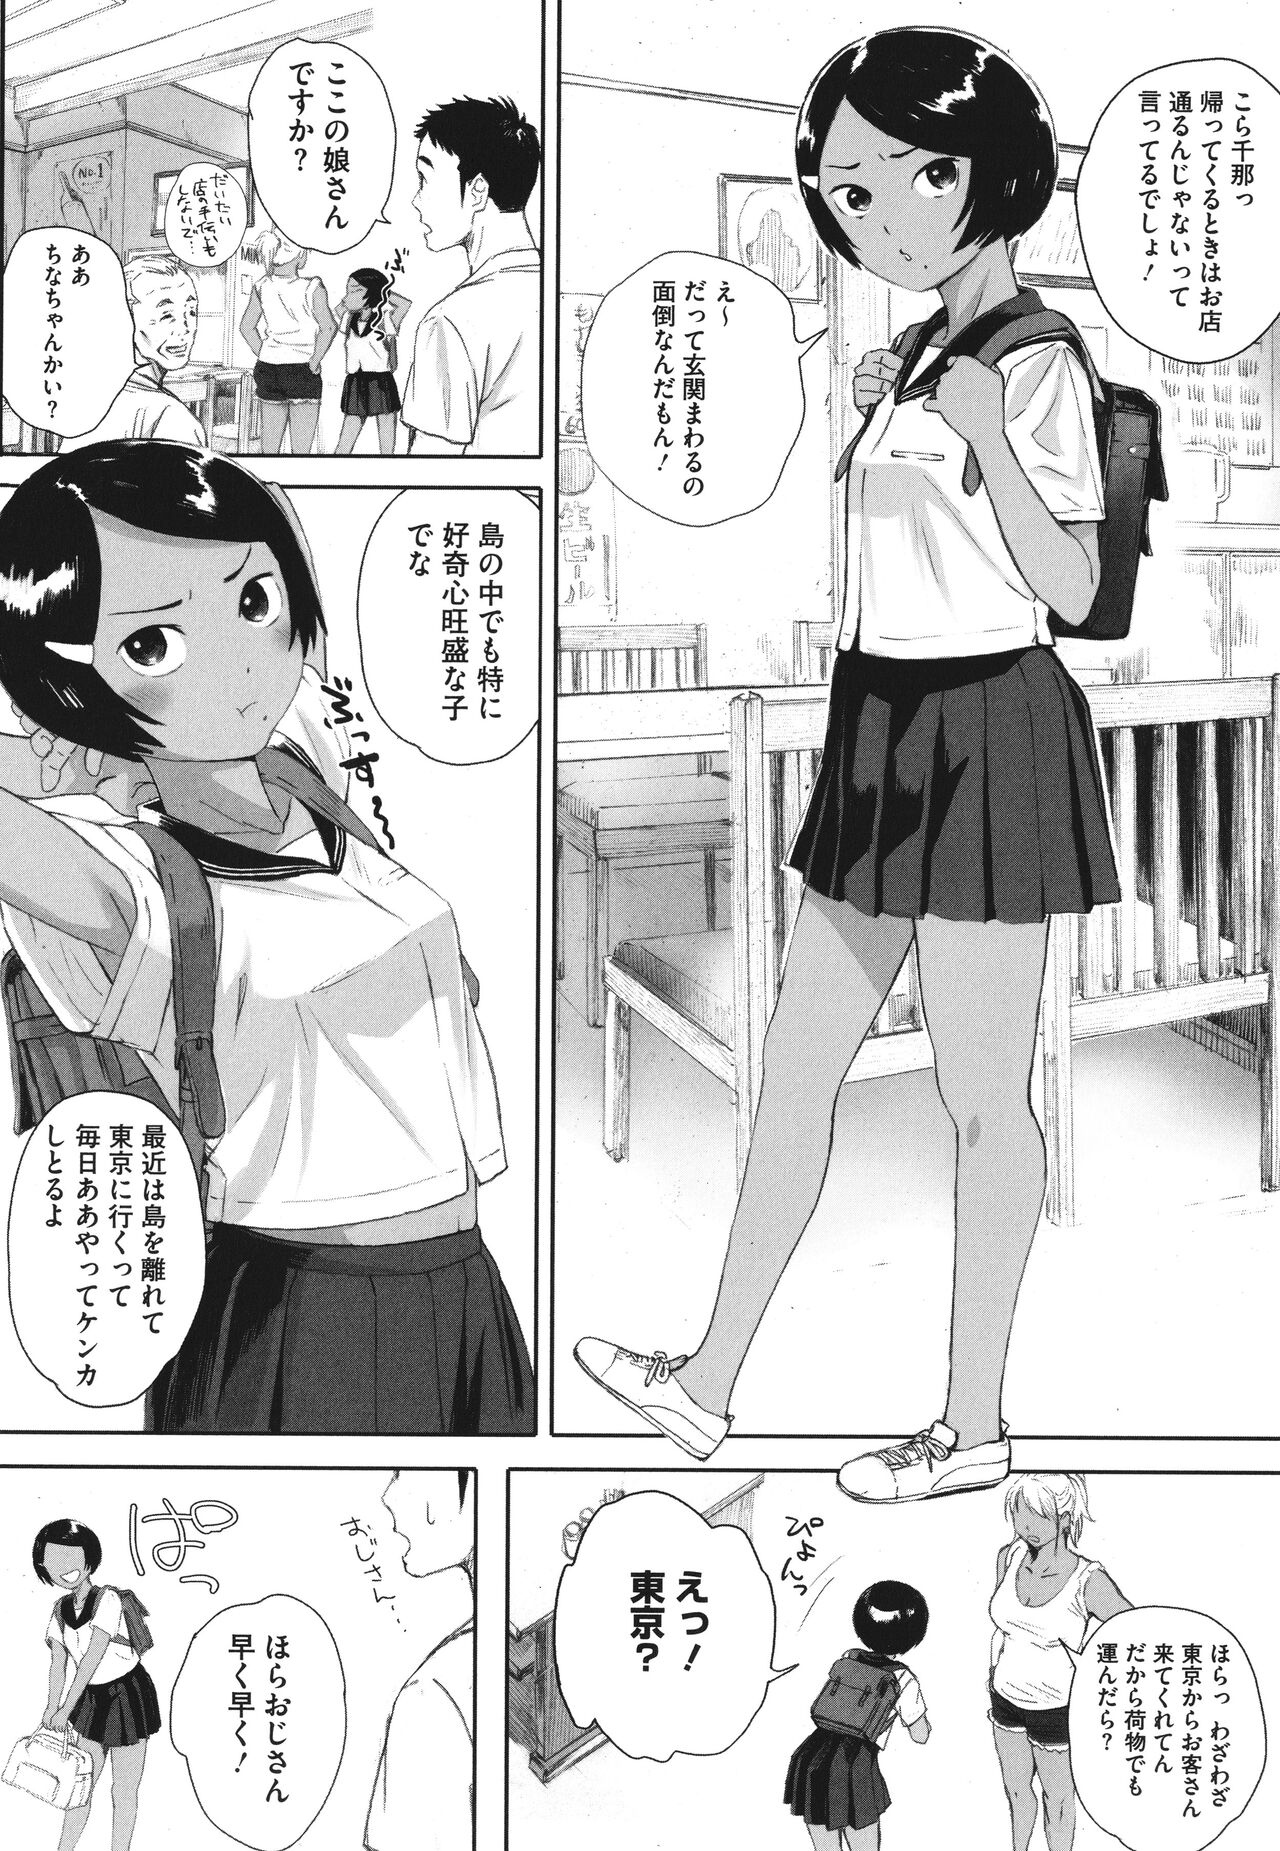 こら千那っ
帰ってくるときはお店
通るんじゃないって
言ってるでしょ！
え〜
だって玄関まわるの
面倒なんだもん！
生ビール
ここの娘さん
ですか？
だいたい
店の手伝いも
しないで…
No.1
MINI
ああ
ちなちゃんかい？
島の中でも特に
好奇心旺盛な子
でな
最近は島を離れて
東京に行くって
毎日ああやってケンカ
しとるよ
ほらっ わざわざ
東京からお客さん
来てくれてん
だから荷物でも
運んだら？
ぴょんっ
えっ！
東京？
おじさん…
ほらおじさん
早く早く！
ぱっ